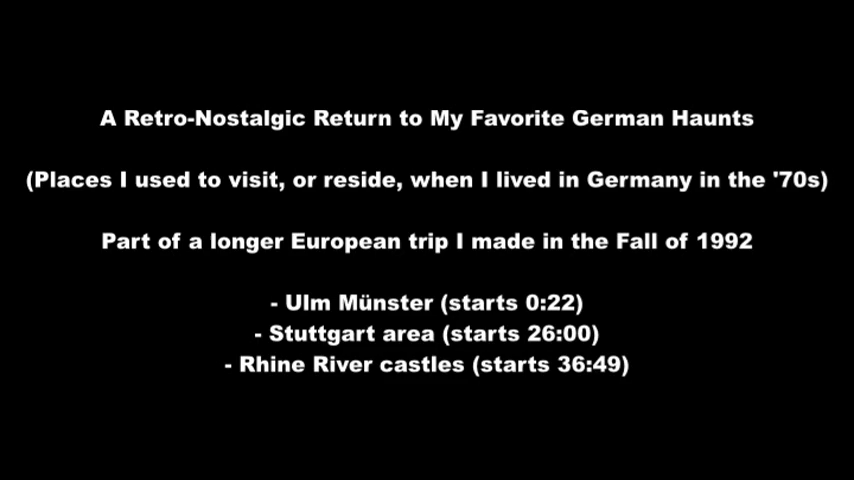 A Retro-Nostalgic Return to My Favorite German Haunts
(Places I used to visit, or reside, when I lived in Germany in the '70s)
Part of a longer European trip I made in the Fall of 1992
- Ulm Münster (starts 0:22)
- Stuttgart area (starts 26:00)
- Rhine River castles (starts 36:49)